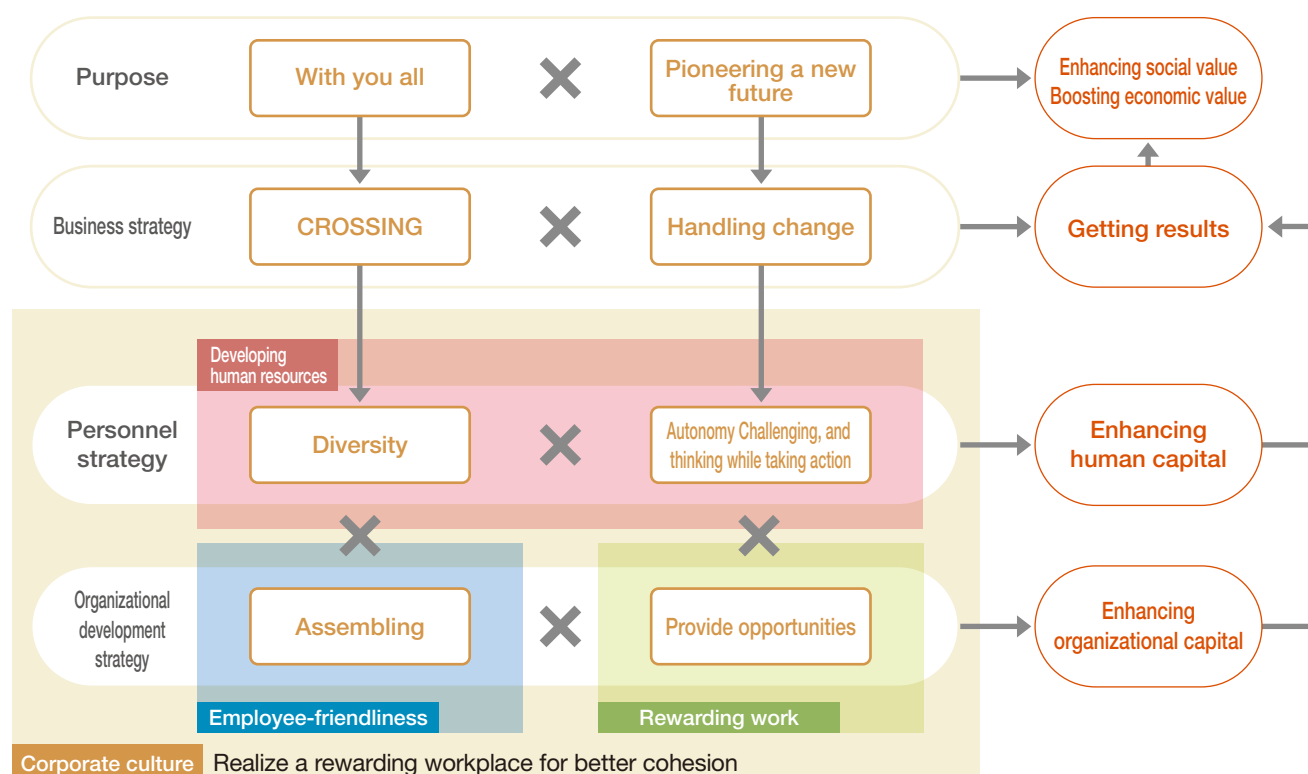 Purpose
With you all
Pioneering a new
future
Enhancing social value
Boosting economic value
Business strategy
CROSSING
Handling change
Getting results
Developing
human resources
Personnel
strategy
Diversity
Autonomy Challenging, and
thinking while taking action
Enhancing
human capital
Organizational
development
strategy
Assembling
Provide opportunities
Enhancing
organizational capital
Employee-friendliness
Rewarding work
Corporate culture
Realize a rewarding workplace for better cohesion